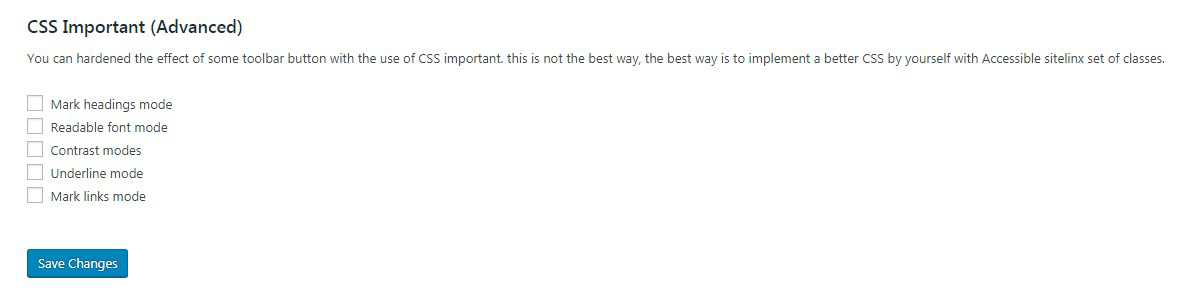 CSS Important (Advanced)
You can hardened the effect of some toolbar button with the use of CSS important. this is not the best way, the best way is to implement a better CSS by yourself with Accessible sitelinx set of classes.
Mark headings mode
Readable font mode
Contrast modes
Underline mode
Mark links mode
Save Changes